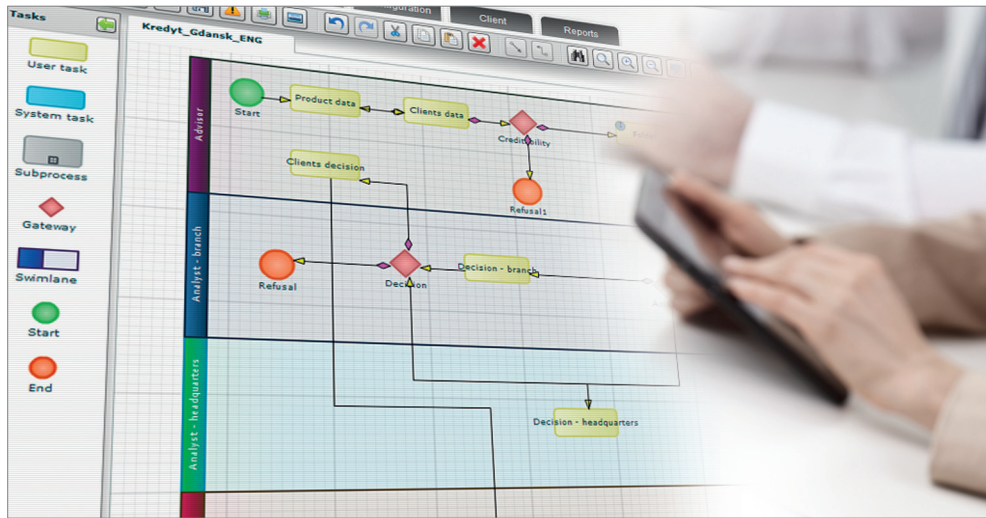 Tasks
Client
Reports
Kredyt_Gdansk_ENG
User task
System task
Subprocess
Gateway
Swimlane
Start
End
Advisor
Start
Product data
Clients data
Clients decision
Refusal1
Analyst - branch
Refusal
Decision
Decision - branch
Analyst - headquarters
Decision - headquarters